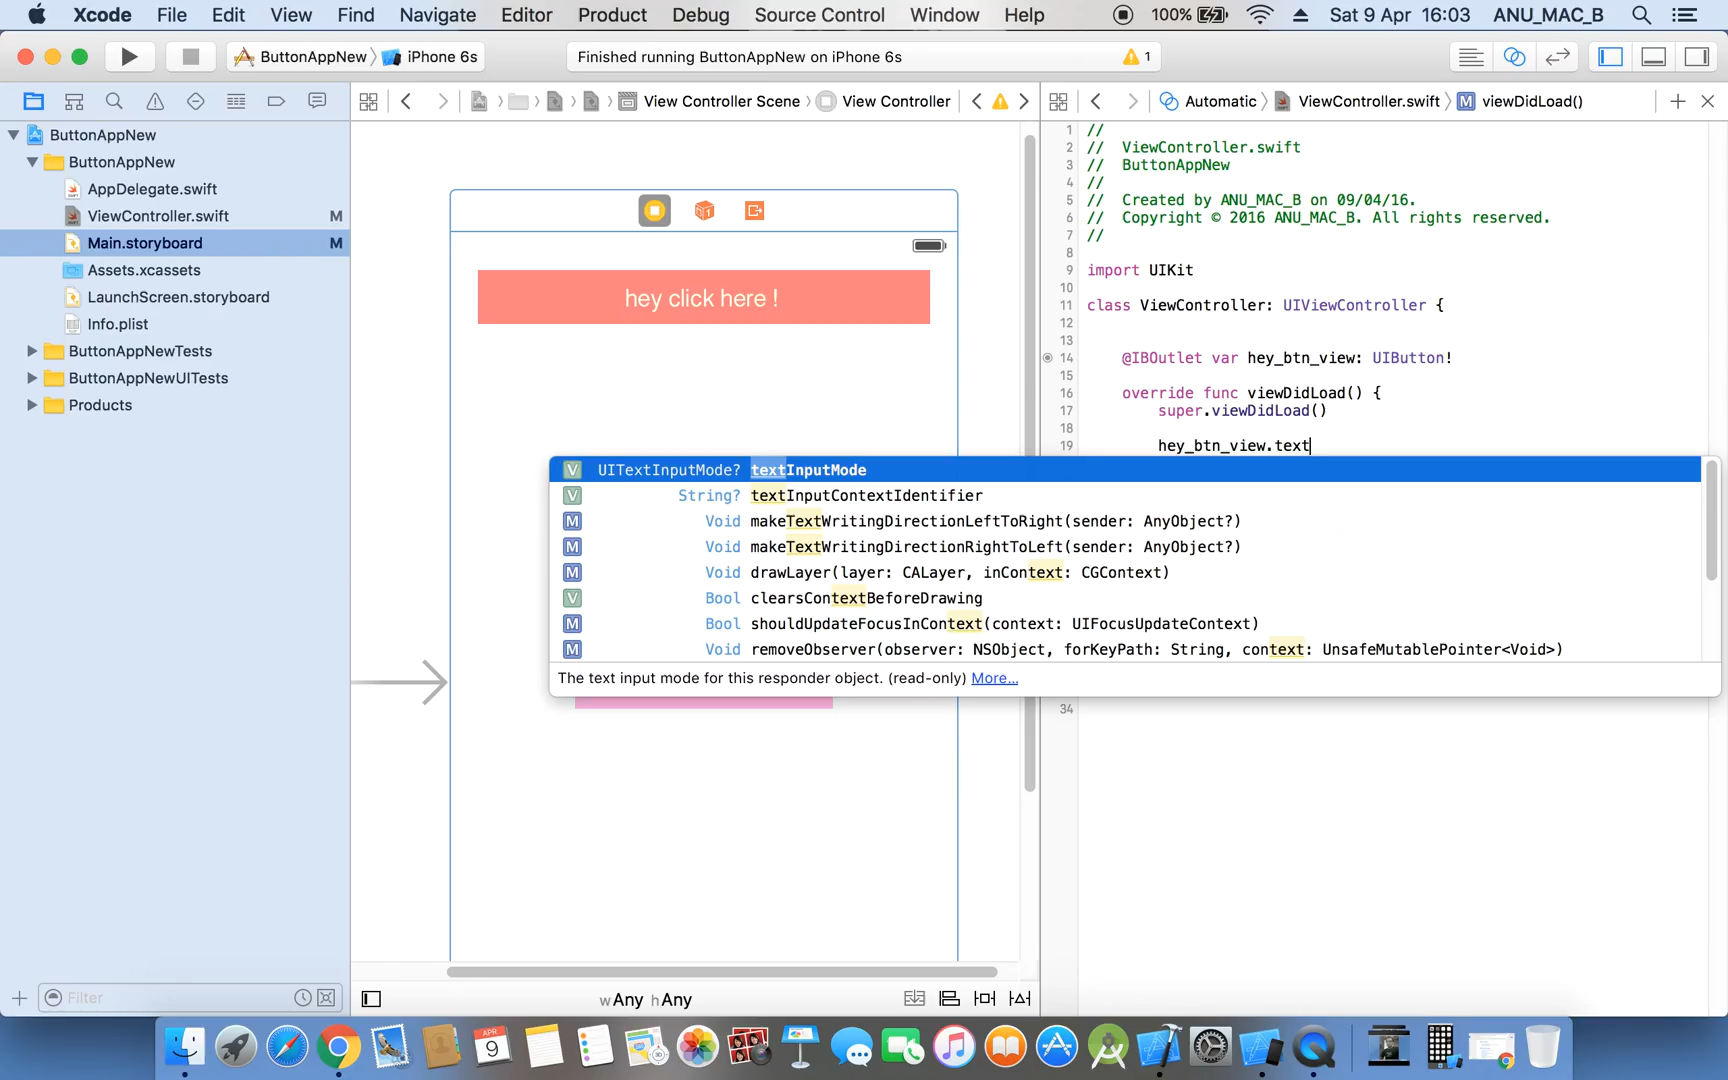 Xcode File Edit View Find Navigate Editor Product Debug Source Control Window Help 100% Sat 9 Apr 16:03 ANU_MAC_B
ButtonAppNew iPhone 6s Finished running ButtonAppNew on iPhone 6s 1
View Controller Scene View Controller Automatic ViewController.swift M viewDidLoad()
ButtonAppNew
ButtonAppNew
AppDelegate.swift
ViewController.swift M
Main.storyboard M
Assets.xcassets
LaunchScreen.storyboard
Info.plist
ButtonAppNewTests
ButtonAppNewUITests
Products
Filter
hey click here !
wAny hAny
1 //
2 // ViewController.swift
3 // ButtonAppNew
4 //
5 // Created by ANU_MAC_B on 09/04/16.
6 // Copyright © 2016 ANU_MAC_B. All rights reserved.
7 //
8
9 import UIKit
10
11 class ViewController: UIViewController {
12
13
14 @IBOutlet var hey_btn_view: UIButton!
15
16 override func viewDidLoad() {
17 super.viewDidLoad()
18
19 hey_btn_view.text
V UITextInputMode? textInputMode
V String? textInputContextIdentifier
M Void makeTextWritingDirectionLeftToRight(sender: AnyObject?)
M Void makeTextWritingDirectionRightToLeft(sender: AnyObject?)
M Void drawLayer(layer: CALayer, inContext: CGContext)
V Bool clearsContextBeforeDrawing
M Bool shouldUpdateFocusInContext(context: UIFocusUpdateContext)
M Void removeObserver(observer: NSObject, forKeyPath: String, context: UnsafeMutablePointer<Void>)
The text input mode for this responder object. (read-only) More...
34
APR
9